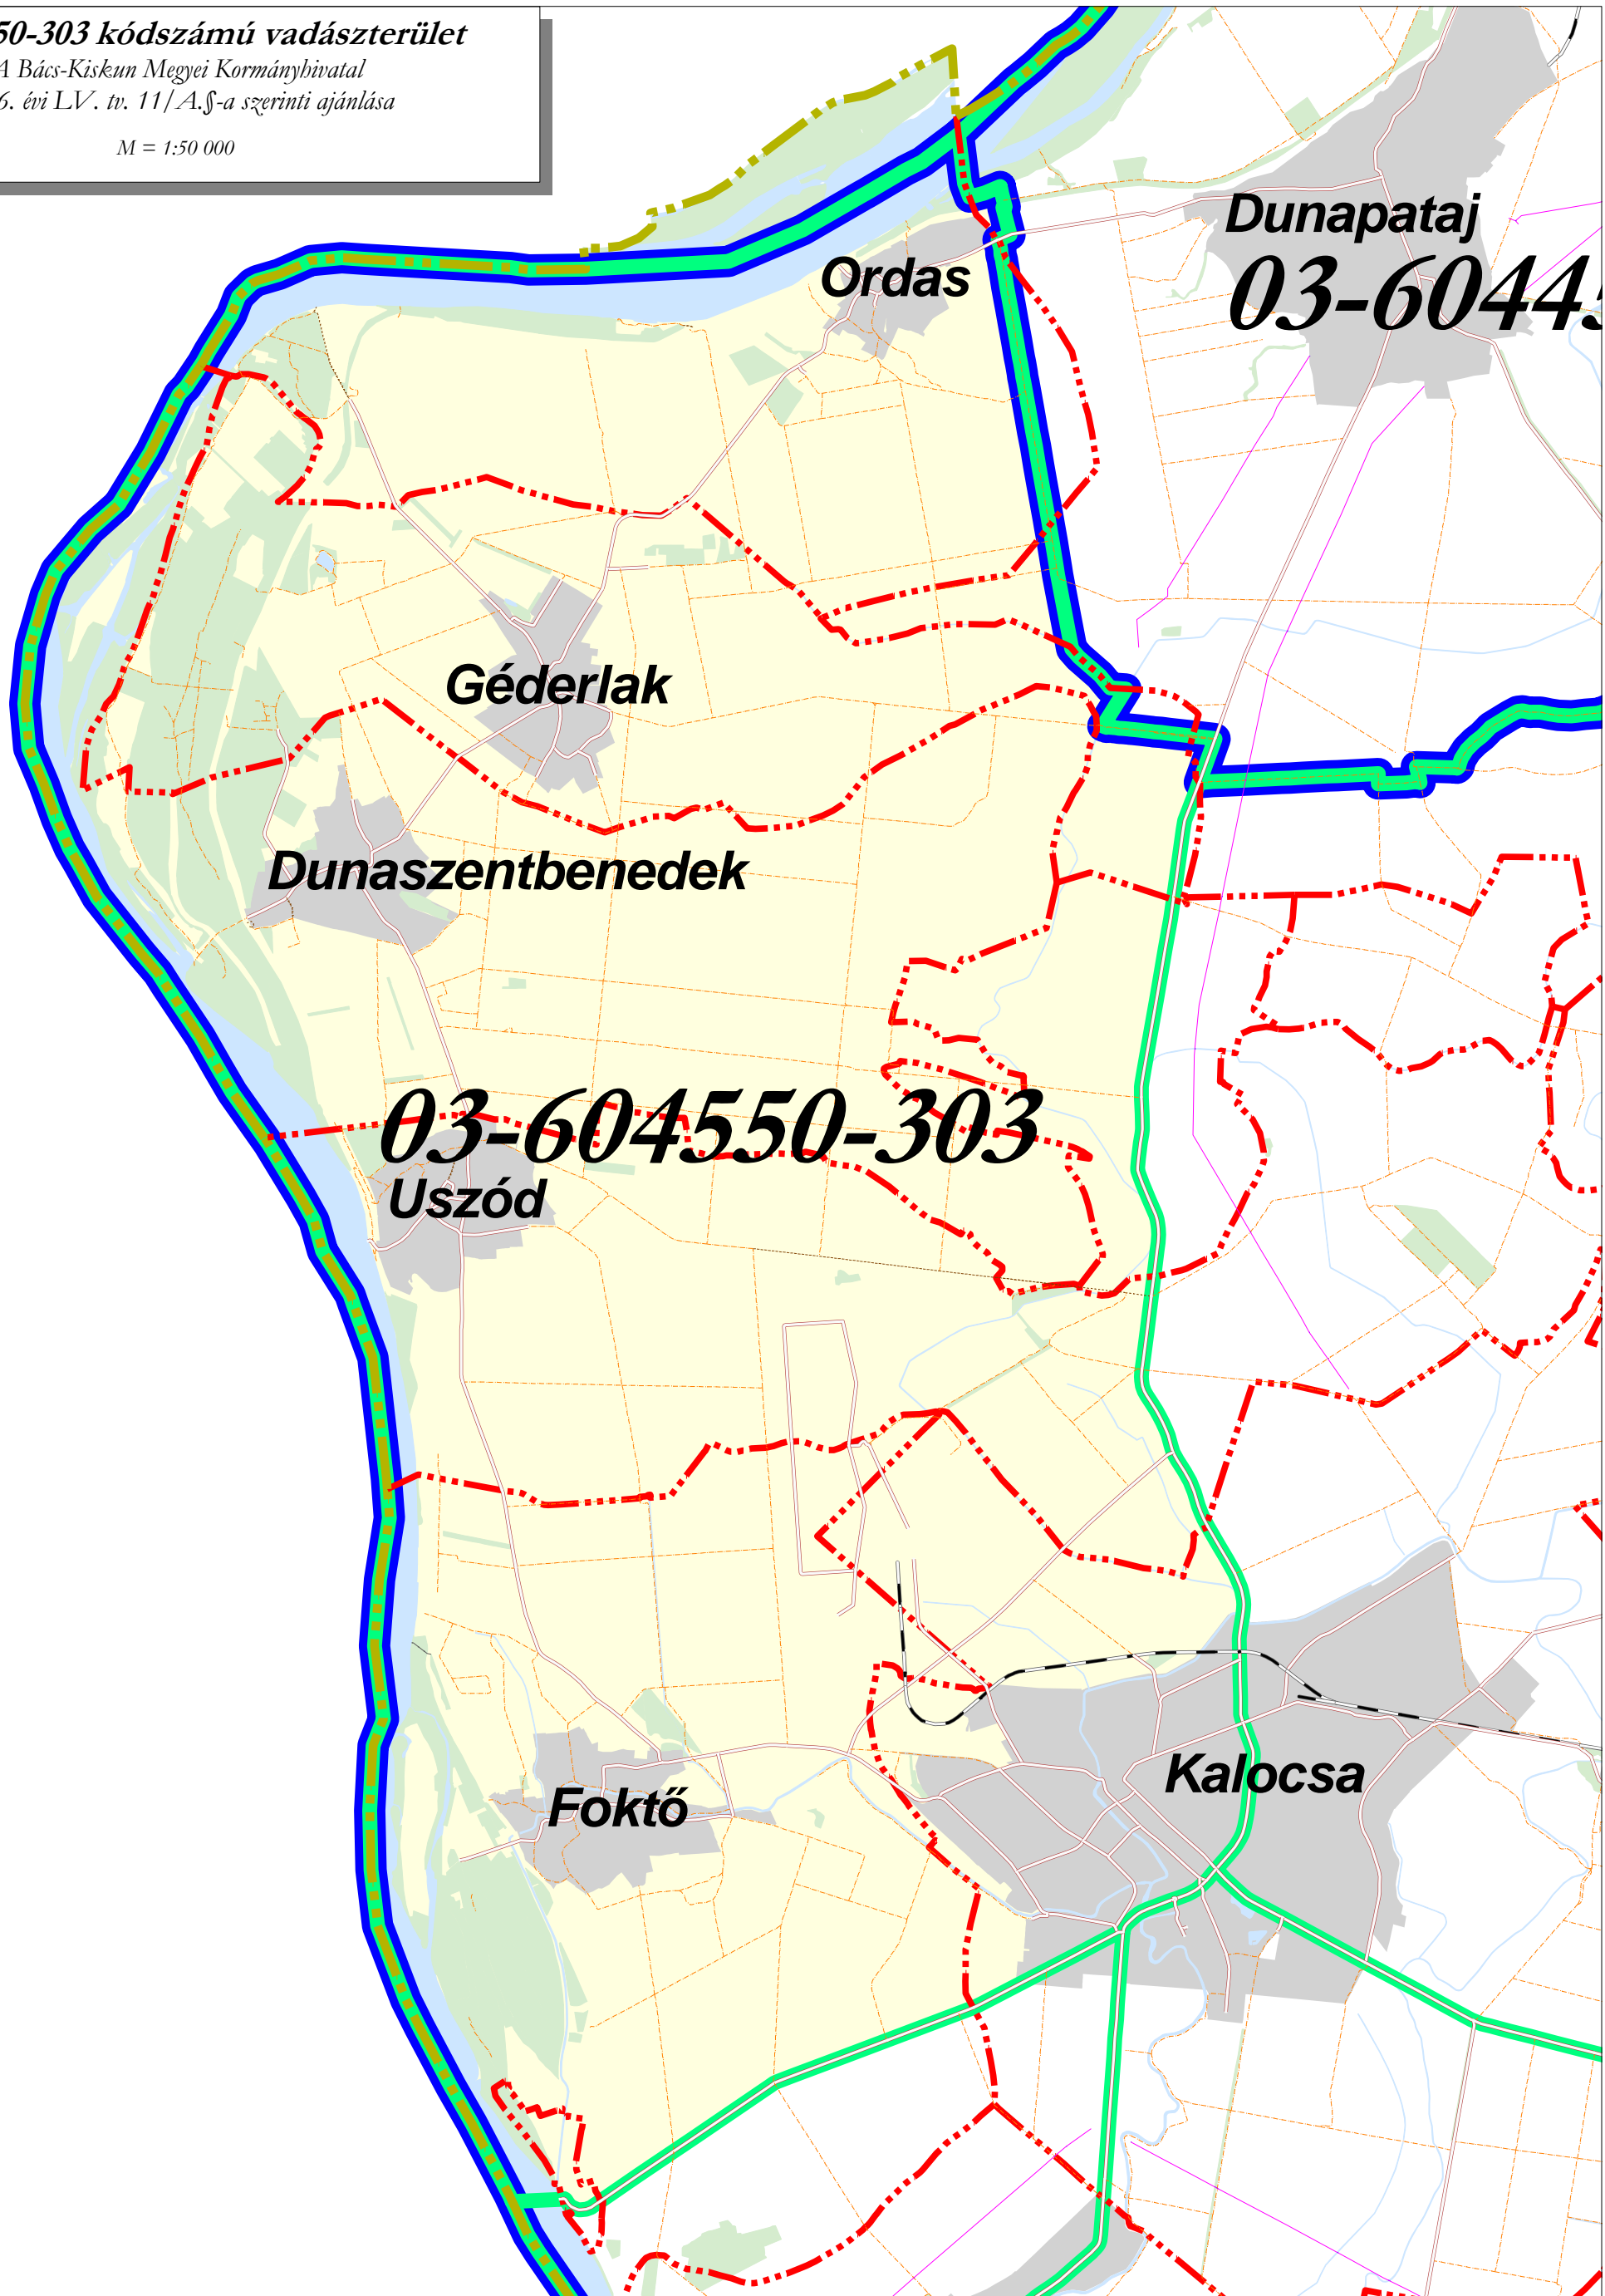 50-303 kódszámú vadászterület
A Bács-Kiskun Megyei Kormányhivatal
6. évi LV. tv. 11/A.§-a szerinti ajánlása
M = 1:50 000
Dunapataj
03-6044
Ordas
Géderlak
Dunaszentbenedek
03-604550-303
Uszód
Kalocsa
Foktő